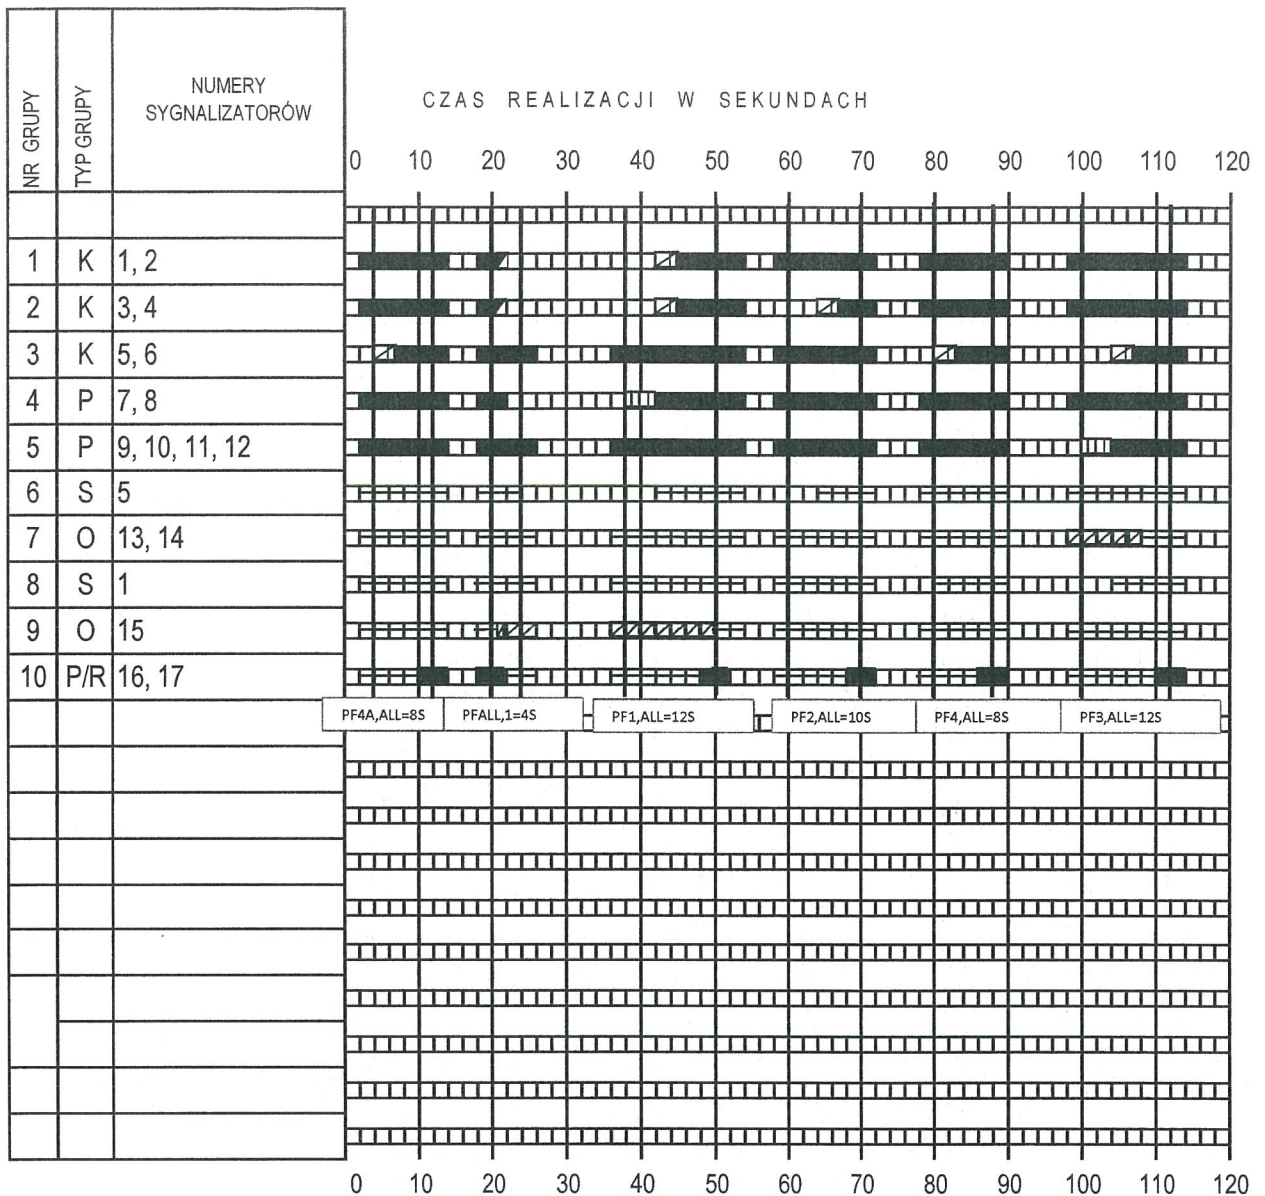 NR GRUPY
TYP GRUPY
NUMERY
SYGNALIZATORÓW
CZAS REALIZACJI W SEKUNDACH
0 10 20 30 40 50 60 70 80 90 100 110 120
1 K 1, 2
2 K 3, 4
3 K 5, 6
4 P 7, 8
5 P 9, 10, 11, 12
6 S 5
7 O 13, 14
8 S 1
9 O 15
10 P/R 16, 17
PF4A,ALL=8S PFALL,1=4S PF1,ALL=12S PF2,ALL=10S PF4,ALL=8S PF3,ALL=12S
0 10 20 30 40 50 60 70 80 90 100 110 120